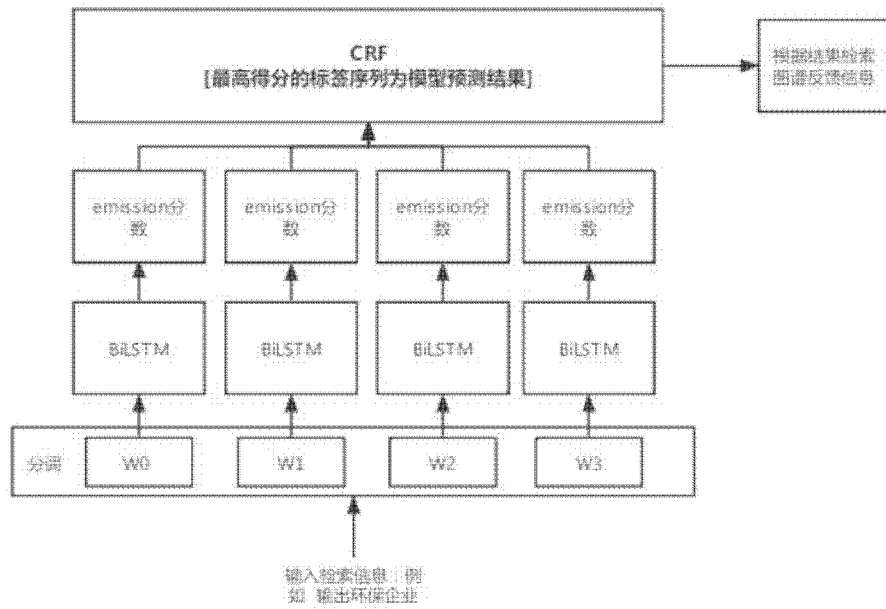 CRF
[最高得分的标签序列为模型预测结果]
根据结果检索
图谱反馈信息
emission分
数
emission分
数
emission分
数
emission分
数
BiLSTM
BiLSTM
BiLSTM
BiLSTM
分词
W0
W1
W2
W3
输入检索信息 例
如 输出环保企业